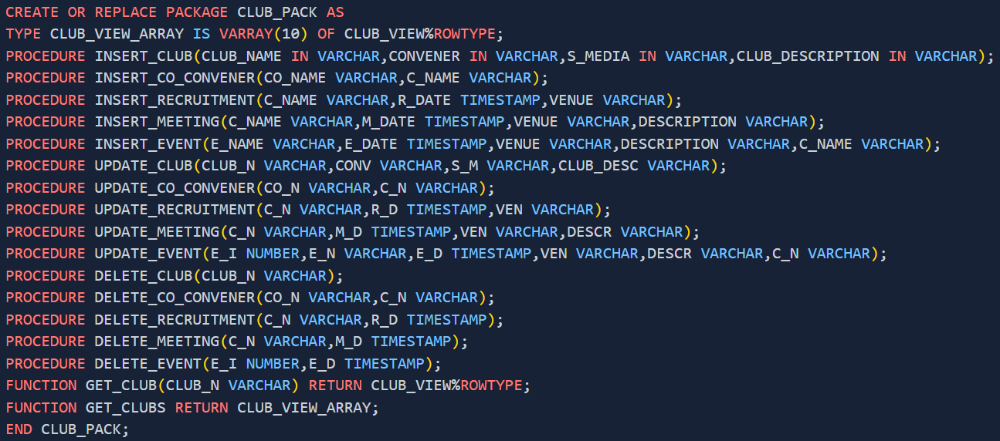 CREATE OR REPLACE PACKAGE CLUB_PACK AS
TYPE CLUB_VIEW_ARRAY IS VARRAY(10) OF CLUB_VIEW%ROWTYPE;
PROCEDURE INSERT_CLUB(CLUB_NAME IN VARCHAR,CONVENER IN VARCHAR,S_MEDIA IN VARCHAR,CLUB_DESCRIPTION IN VARCHAR);
PROCEDURE INSERT_CO_CONVENER(CO_NAME VARCHAR,C_NAME VARCHAR);
PROCEDURE INSERT_RECRUITMENT(C_NAME VARCHAR,R_DATE TIMESTAMP,VENUE VARCHAR);
PROCEDURE INSERT_MEETING(C_NAME VARCHAR,M_DATE TIMESTAMP,VENUE VARCHAR,DESCRIPTION VARCHAR);
PROCEDURE INSERT_EVENT(E_NAME VARCHAR,E_DATE TIMESTAMP,VENUE VARCHAR,DESCRIPTION VARCHAR,C_NAME VARCHAR);
PROCEDURE UPDATE_CLUB(CLUB_N VARCHAR,CONV VARCHAR,S_M VARCHAR,CLUB_DESC VARCHAR);
PROCEDURE UPDATE_CO_CONVENER(CO_N VARCHAR,C_N VARCHAR);
PROCEDURE UPDATE_RECRUITMENT(C_N VARCHAR,R_D TIMESTAMP,VEN VARCHAR);
PROCEDURE UPDATE_MEETING(C_N VARCHAR,M_D TIMESTAMP,VEN VARCHAR,DESCR VARCHAR);
PROCEDURE UPDATE_EVENT(E_I NUMBER,E_N VARCHAR,E_D TIMESTAMP,VEN VARCHAR,DESCR VARCHAR,C_N VARCHAR);
PROCEDURE DELETE_CLUB(CLUB_N VARCHAR);
PROCEDURE DELETE_CO_CONVENER(CO_N VARCHAR,C_N VARCHAR);
PROCEDURE DELETE_RECRUITMENT(C_N VARCHAR,R_D TIMESTAMP);
PROCEDURE DELETE_MEETING(C_N VARCHAR,M_D TIMESTAMP);
PROCEDURE DELETE_EVENT(E_I NUMBER,E_D TIMESTAMP);
FUNCTION GET_CLUB(CLUB_N VARCHAR) RETURN CLUB_VIEW%ROWTYPE;
FUNCTION GET_CLUBS RETURN CLUB_VIEW_ARRAY;
END CLUB_PACK;